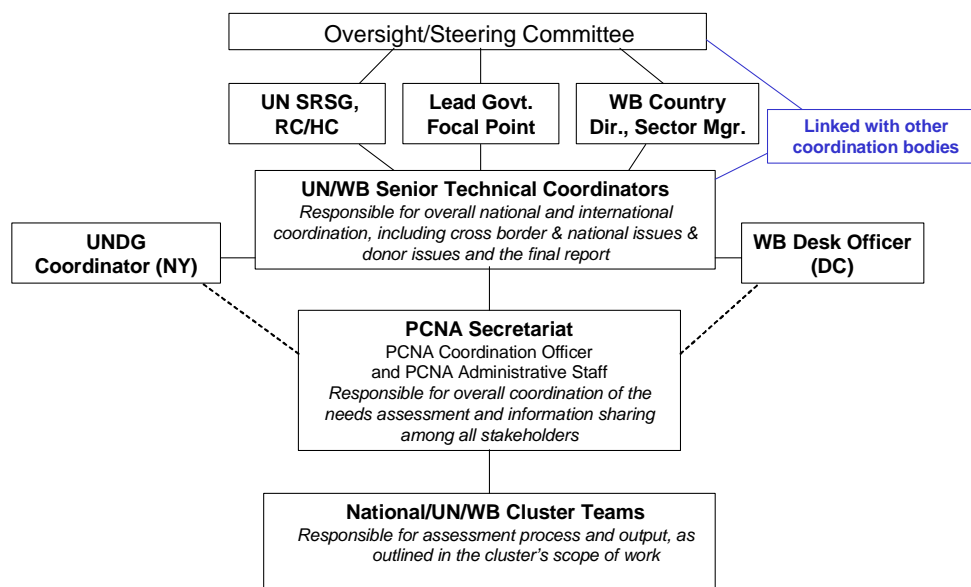 Oversight/Steering Committee
UN SRSG,
RC/HC
Lead Govt.
Focal Point
WB Country
Dir., Sector Mgr.
Linked with other
coordination bodies
UN/WB Senior Technical Coordinators
Responsible for overall national and international
coordination, including cross border & national issues &
donor issues and the final report
UNDG
Coordinator (NY)
WB Desk Officer
(DC)
PCNA Secretariat
PCNA Coordination Officer
and PCNA Administrative Staff
Responsible for overall coordination of the
needs assessment and information sharing
among all stakeholders
National/UN/WB Cluster Teams
Responsible for assessment process and output, as
outlined in the cluster's scope of work